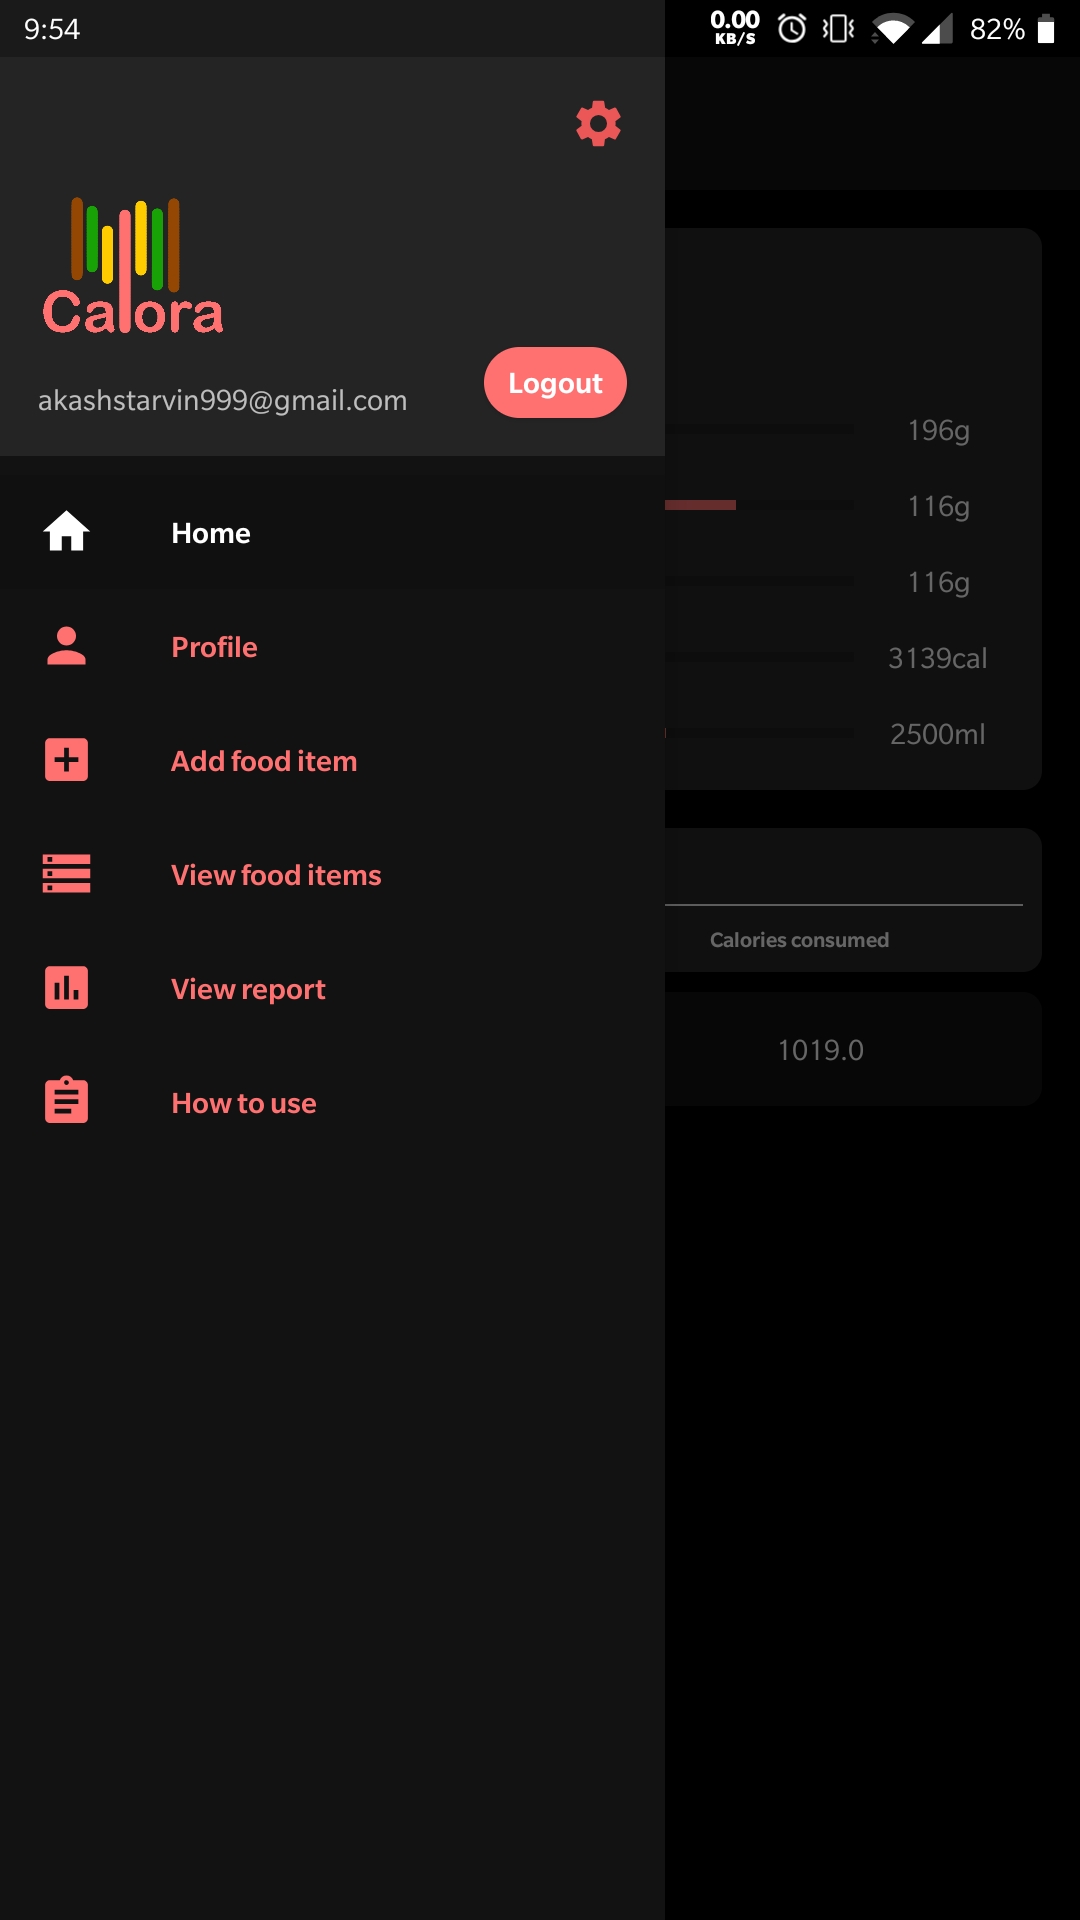 9:54
0.00
KB/S
82%
Calora
akashstarvin999@gmail.com
Logout
Home
Profile
Add food item
View food items
View report
How to use
196g
116g
116g
3139cal
2500ml
Calories consumed
1019.0